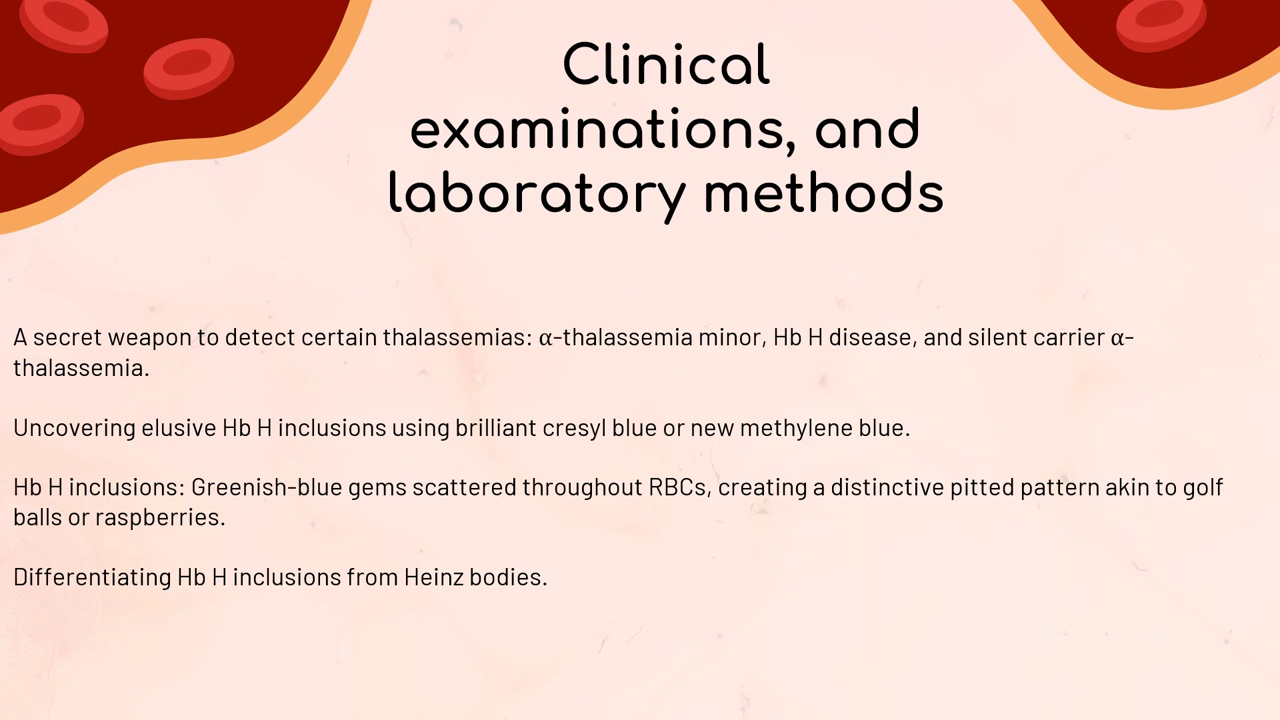 Clinical
examinations, and
laboratory methods
A secret weapon to detect certain thalassemias: α-thalassemia minor, Hb H disease, and silent carrier α-
thalassemia.
Uncovering elusive Hb H inclusions using brilliant cresyl blue or new methylene blue.
Hb H inclusions: Greenish-blue gems scattered throughout RBCs, creating a distinctive pitted pattern akin to golf
balls or raspberries.
Differentiating Hb H inclusions from Heinz bodies.